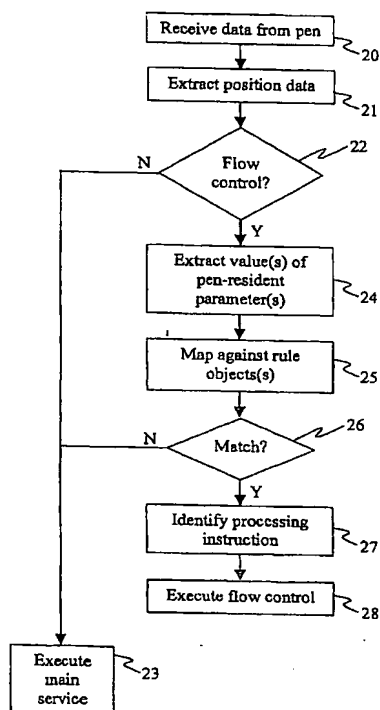 Receive data from pen
20
Extract position data
21
22
N
Flow
control?
Y
Extract value(s) of
pen-resident
parameter(s)
24
Map against rule
objects(s)
25
26
N
Match?
Y
Identify processing
instruction
27
Execute flow control
28
Execute
main
service
23